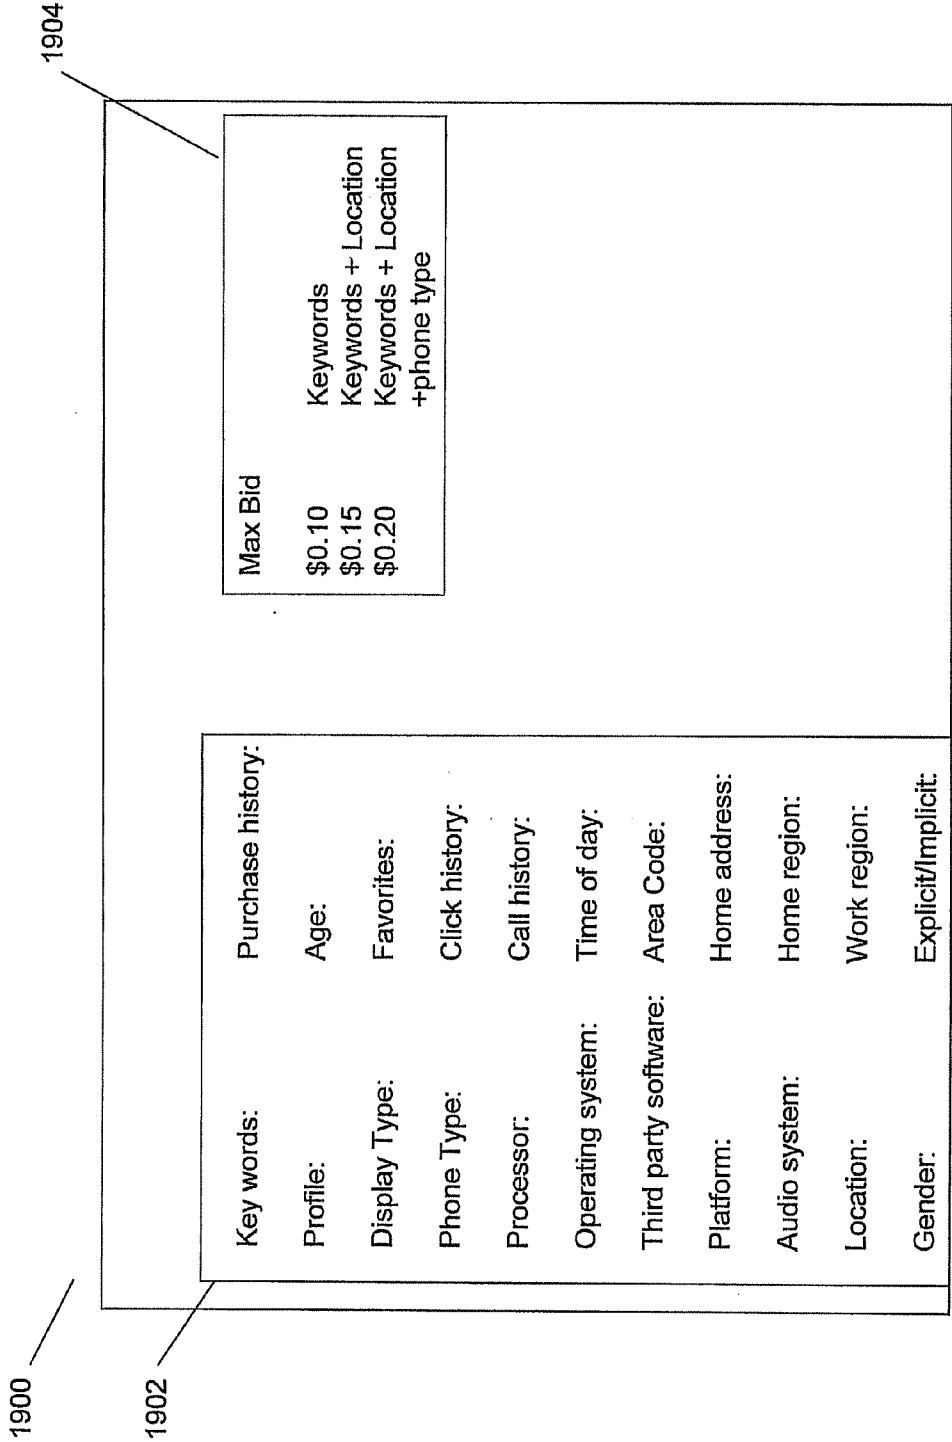 1900
1902
Key words: Purchase history:
Profile: Age:
Display Type: Favorites:
Phone Type: Click history:
Processor: Call history:
Operating system: Time of day:
Third party software: Area Code:
Platform: Home address:
Audio system: Home region:
Location: Work region:
Gender: Explicit/Implicit:
1904
Max Bid
$0.10 Keywords
$0.15 Keywords + Location
$0.20 Keywords + Location
+phone type